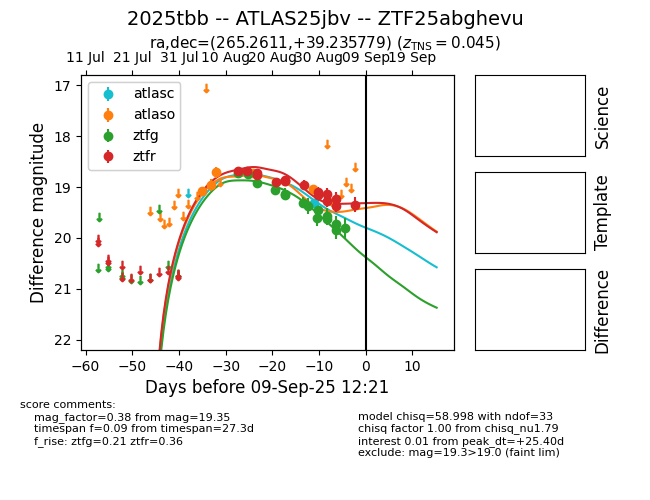 2025tbb -- ATLAS25jbv -- ZTF25abghevu
ra,dec=(265.2611,+39.235779) (z_TNS = 0.045)
11 Jul 21 Jul 31 Jul 10 Aug 20 Aug 30 Aug 09 Sep 19 Sep
atlasc
atlaso
ztfg
ztfr
17
18
19
20
21
22
Difference magnitude
−60 −50 −40 −30 −20 −10 0 10
Days before 09-Sep-25 12:21
Science
Template
Difference
score comments:
mag_factor=0.38 from mag=19.35
timespan f=0.09 from timespan=27.3d
f_rise: ztfg=0.21 ztfr=0.36
model chisq=58.998 with ndof=33
chisq factor 1.00 from chisq_nu1.79
interest 0.01 from peak_dt=+25.40d
exclude: mag=19.3>19.0 (faint lim)